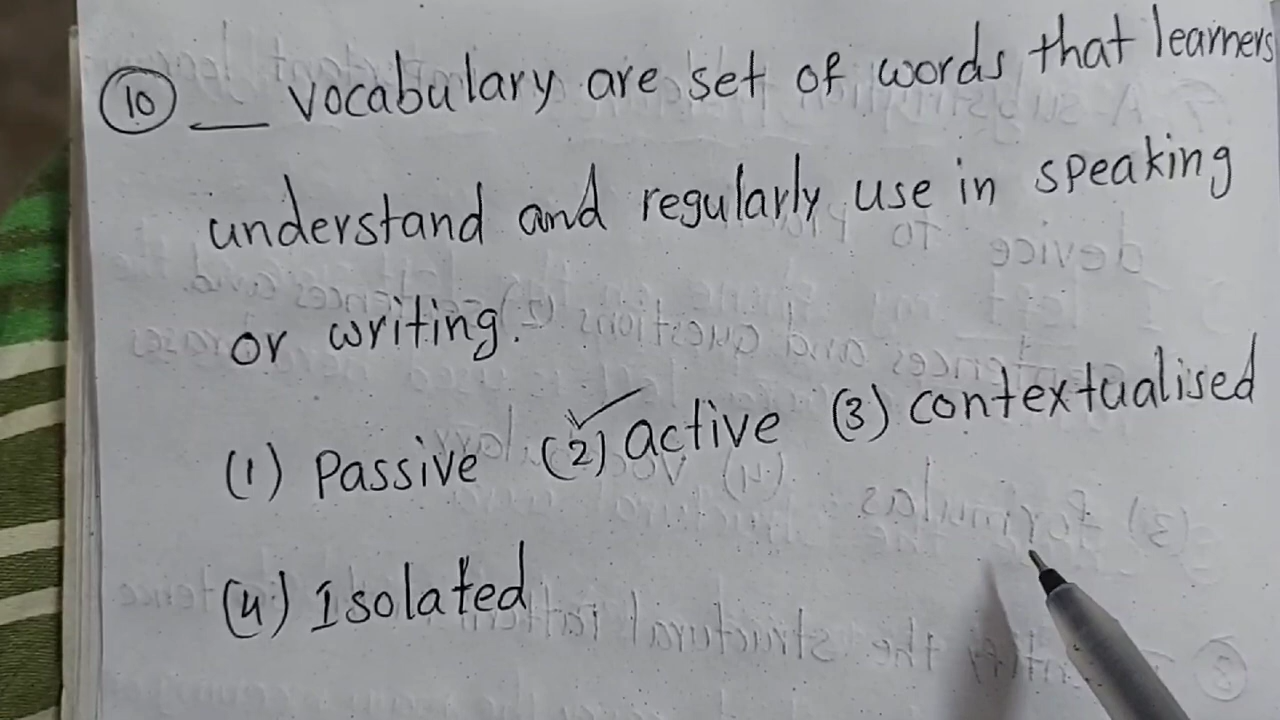 (10) __ vocabulary are set of words that learners
understand and regularly use in speaking
or writing.
(1) Passive (2) active (3) contextualised
(4) Isolated